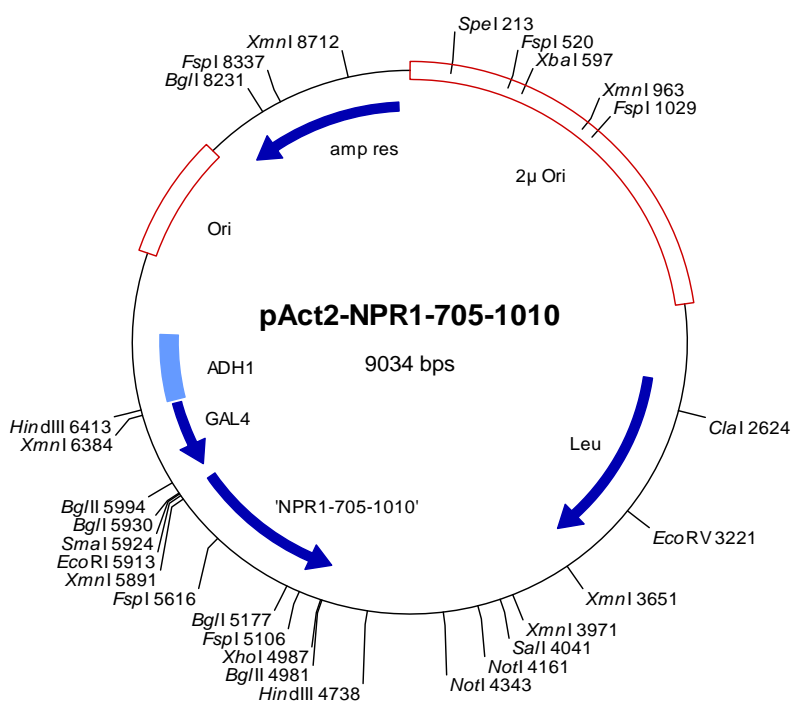 XmnI 8712
FspI 8337
BglI 8231
SpeI 213
FspI 520
XbaI 597
XmnI 963
FspI 1029
amp res
2µ Ori
Ori
pAct2-NPR1-705-1010
9034 bps
ADH1
GAL4
HindIII 6413
XmnI 6384
Leu
ClaI 2624
'NPR1-705-1010'
BglII 5994
BglI 5930
SmaI 5924
EcoRI 5913
XmnI 5891
FspI 5616
EcoRV 3221
XmnI 3651
BglI 5177
FspI 5106
XhoI 4987
BglII 4981
HindIII 4738
XmnI 3971
SalI 4041
NotI 4161
NotI 4343